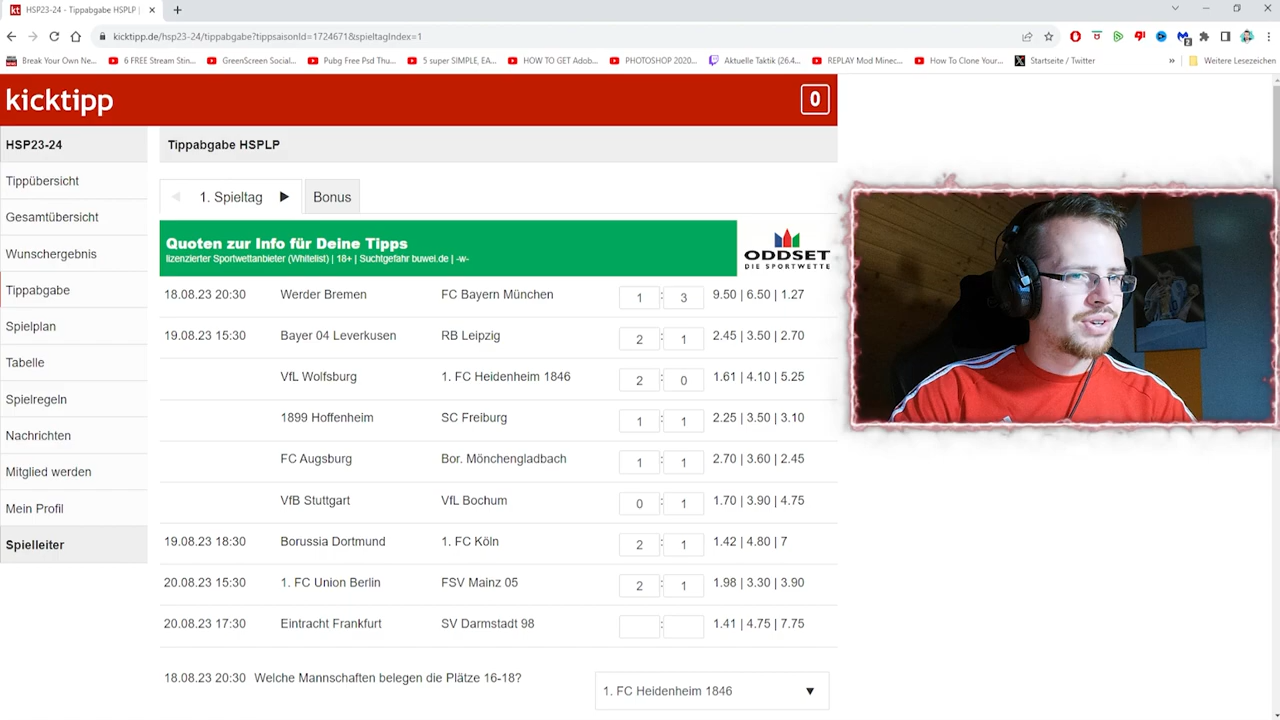 HSP23-24 - Tippabgabe HSPLP |
kicktipp.de/hsp23-24/tippabgabe?tippsaisonId=1724671&spieltagIndex=1
Break Your Own Ne...
6 FREE Stream Stin...
GreenScreen Social...
Pubg Free Psd Thu...
5 super SIMPLE, EA...
HOW TO GET Adob...
PHOTOSHOP 2020...
Aktuelle Taktik (26.4...
REPLAY Mod Minec...
How To Clone Your...
Startseite / Twitter
»
Weitere Lesezeichen
kicktipp
0
HSP23-24
Tippübersicht
Gesamtübersicht
Wunschergebnis
Tippabgabe
Spielplan
Tabelle
Spielregeln
Nachrichten
Mitglied werden
Mein Profil
Spielleiter
Tippabgabe HSPLP
1. Spieltag
Bonus
Quoten zur Info für Deine Tipps
lizenzierter Sportwettanbieter (Whitelist) | 18+ | Suchtgefahr buwei.de | -w-
ODDSET
DIE SPORTWETTE
18.08.23 20:30 Werder Bremen FC Bayern München 1 : 3 9.50 | 6.50 | 1.27
19.08.23 15:30 Bayer 04 Leverkusen RB Leipzig 2 : 1 2.45 | 3.50 | 2.70
VfL Wolfsburg 1. FC Heidenheim 1846 2 : 0 1.61 | 4.10 | 5.25
1899 Hoffenheim SC Freiburg 1 : 1 2.25 | 3.50 | 3.10
FC Augsburg Bor. Mönchengladbach 1 : 1 2.70 | 3.60 | 2.45
VfB Stuttgart VfL Bochum 0 : 1 1.70 | 3.90 | 4.75
19.08.23 18:30 Borussia Dortmund 1. FC Köln 2 : 1 1.42 | 4.80 | 7
20.08.23 15:30 1. FC Union Berlin FSV Mainz 05 2 : 1 1.98 | 3.30 | 3.90
20.08.23 17:30 Eintracht Frankfurt SV Darmstadt 98 : 1.41 | 4.75 | 7.75
18.08.23 20:30 Welche Mannschaften belegen die Plätze 16-18? 1. FC Heidenheim 1846